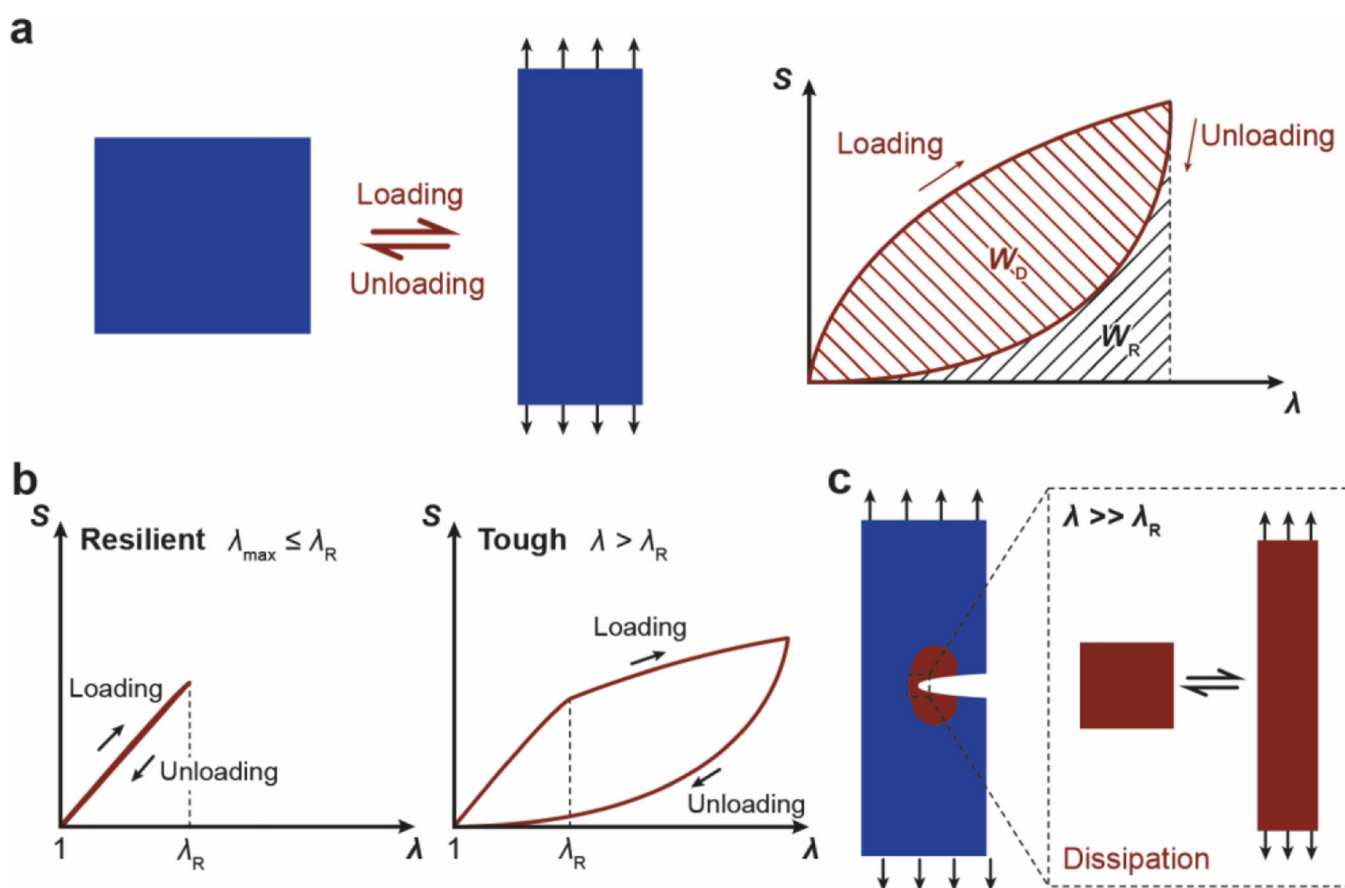 a
Loading
Unloading
S
Loading
Unloading
W_D
W_R
λ
b
S
Resilient λ_max ≤ λ_R
Loading
Unloading
1
λ_R
λ
S
Tough λ > λ_R
Loading
Unloading
1
λ_R
λ
c
λ >> λ_R
Dissipation